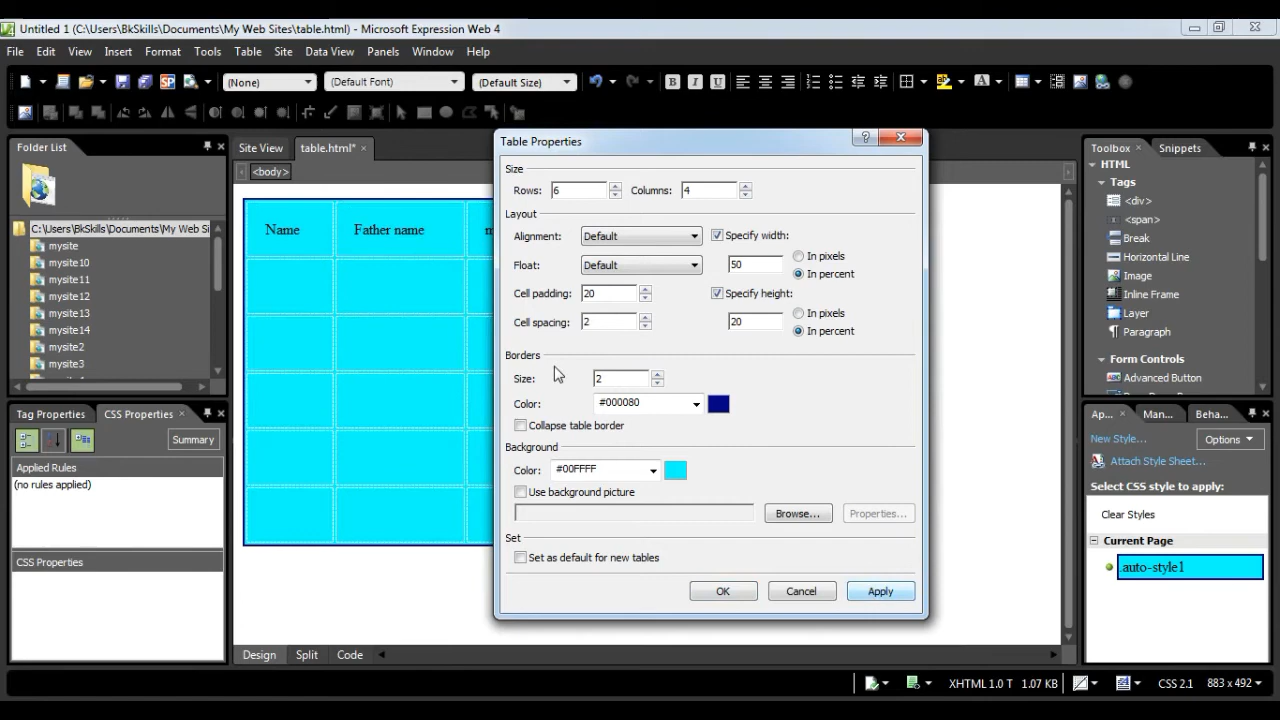 Untitled 1 (C:\Users\BkSkills\Documents\My Web Sites\table.html) - Microsoft Expression Web 4
File Edit View Insert Format Tools Table Site Data View Panels Window Help
(None) (Default Font) (Default Size)
Folder List
C:\Users\BkSkills\Documents\My Web Si
mysite
mysite10
mysite11
mysite12
mysite13
mysite14
mysite2
mysite3
Tag Properties CSS Properties
Summary
Applied Rules
(no rules applied)
CSS Properties
Site View table.html*
<body>
Name Father name
Design Split Code
Table Properties
Size
Rows: 6 Columns: 4
Layout
Alignment: Default Specify width:
In pixels
Float: Default 50
In percent
Cell padding: 20 Specify height:
In pixels
Cell spacing: 2 20
In percent
Borders
Size: 2
Color: #000080
Collapse table border
Background
Color: #00FFFF
Use background picture
Browse... Properties...
Set
Set as default for new tables
OK Cancel Apply
Toolbox Snippets
HTML
Tags
<div>
<span>
Break
Horizontal Line
Image
Inline Frame
Layer
Paragraph
Form Controls
Advanced Button
Ap... Man... Beha...
New Style... Options
Attach Style Sheet...
Select CSS style to apply:
Clear Styles
Current Page
.auto-style1
XHTML 1.0 T 1.07 KB CSS 2.1 883 x 492